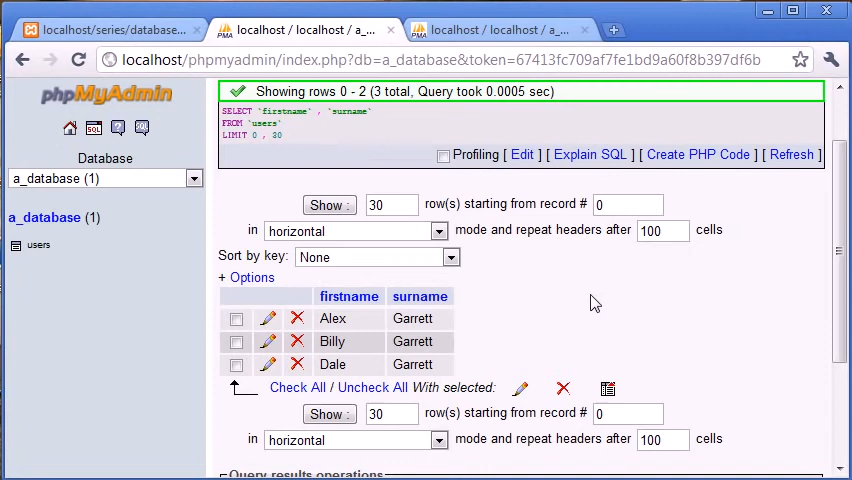 localhost/series/database...
localhost / localhost / a_...
localhost / localhost / a_...
localhost/phpmyadmin/index.php?db=a_database&token=67413fc709af7fe1bd9a60f8b397df6b
phpMyAdmin
SQL
Database
a_database (1)
a_database (1)
users
Showing rows 0 - 2 (3 total, Query took 0.0005 sec)
SELECT `firstname` , `surname`
FROM `users`
LIMIT 0 , 30
Profiling [ Edit ] [ Explain SQL ] [ Create PHP Code ] [ Refresh ]
Show : 30 row(s) starting from record # 0
in horizontal mode and repeat headers after 100 cells
Sort by key: None
+ Options
firstname surname
Alex Garrett
Billy Garrett
Dale Garrett
Check All / Uncheck All With selected:
Show : 30 row(s) starting from record # 0
in horizontal mode and repeat headers after 100 cells
Query results operations